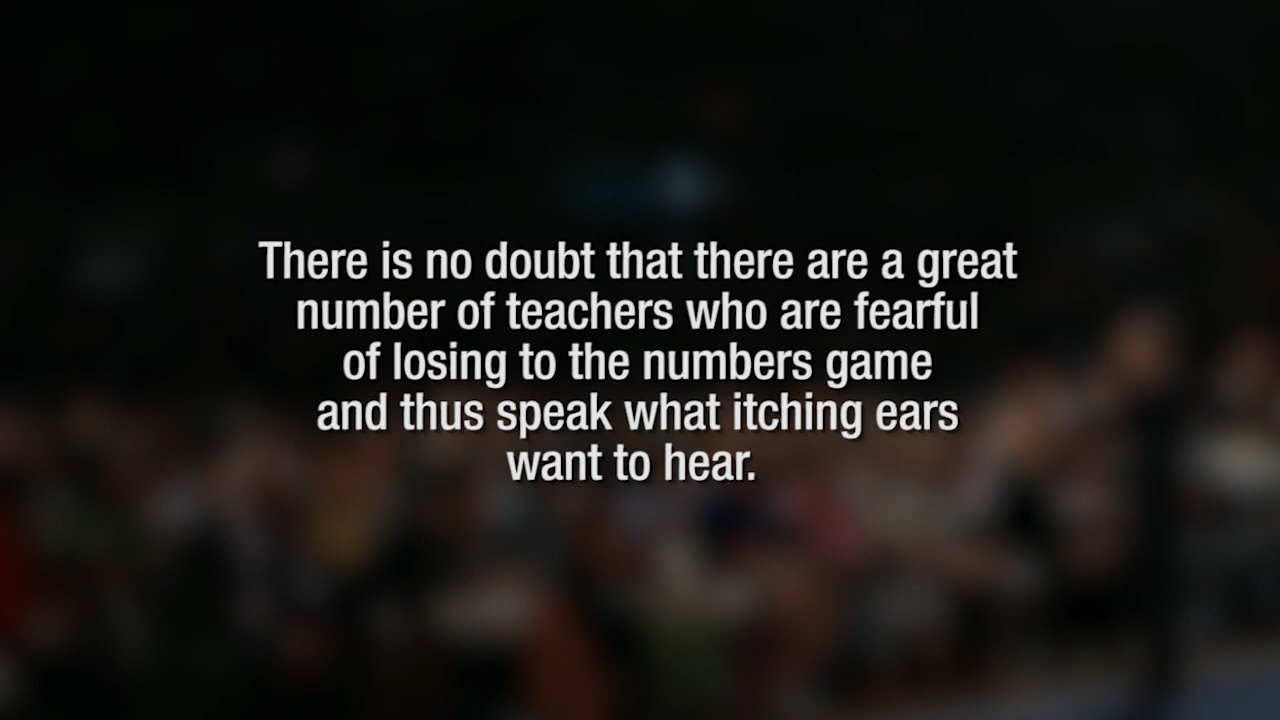 There is no doubt that there are a great
number of teachers who are fearful
of losing to the numbers game
and thus speak what itching ears
want to hear.